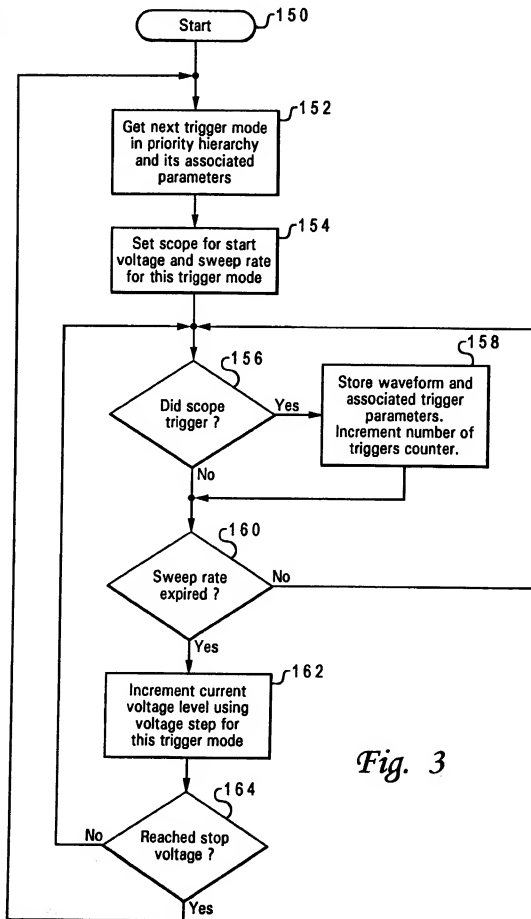 150
Start
152
Get next trigger mode
in priority hierarchy
and its associated
parameters
154
Set scope for start
voltage and sweep rate
for this trigger mode
156
Did scope
trigger ?
Yes
No
158
Store waveform and
associated trigger
parameters.
Increment number of
triggers counter.
160
Sweep rate
expired ?
No
Yes
162
Increment current
voltage level using
voltage step for
this trigger mode
164
Reached stop
voltage ?
No
Yes
Fig. 3